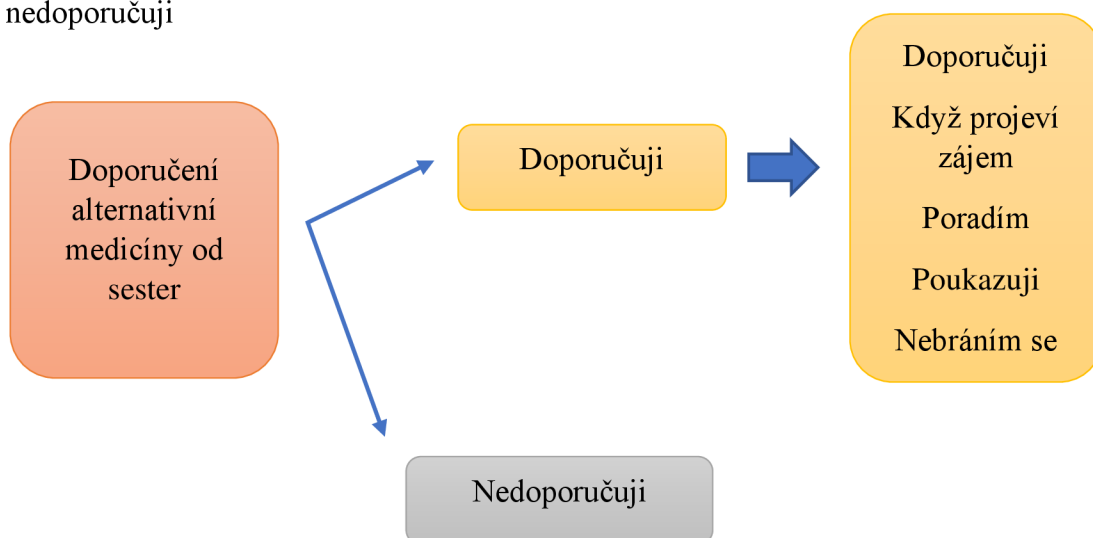 nedoporučuji
Doporučení
alternativní
medicíny od
sester
Doporučuji
Doporučuji
Když projeví
zájem
Poradím
Poukazuji
Nebráním se
Nedoporučuji